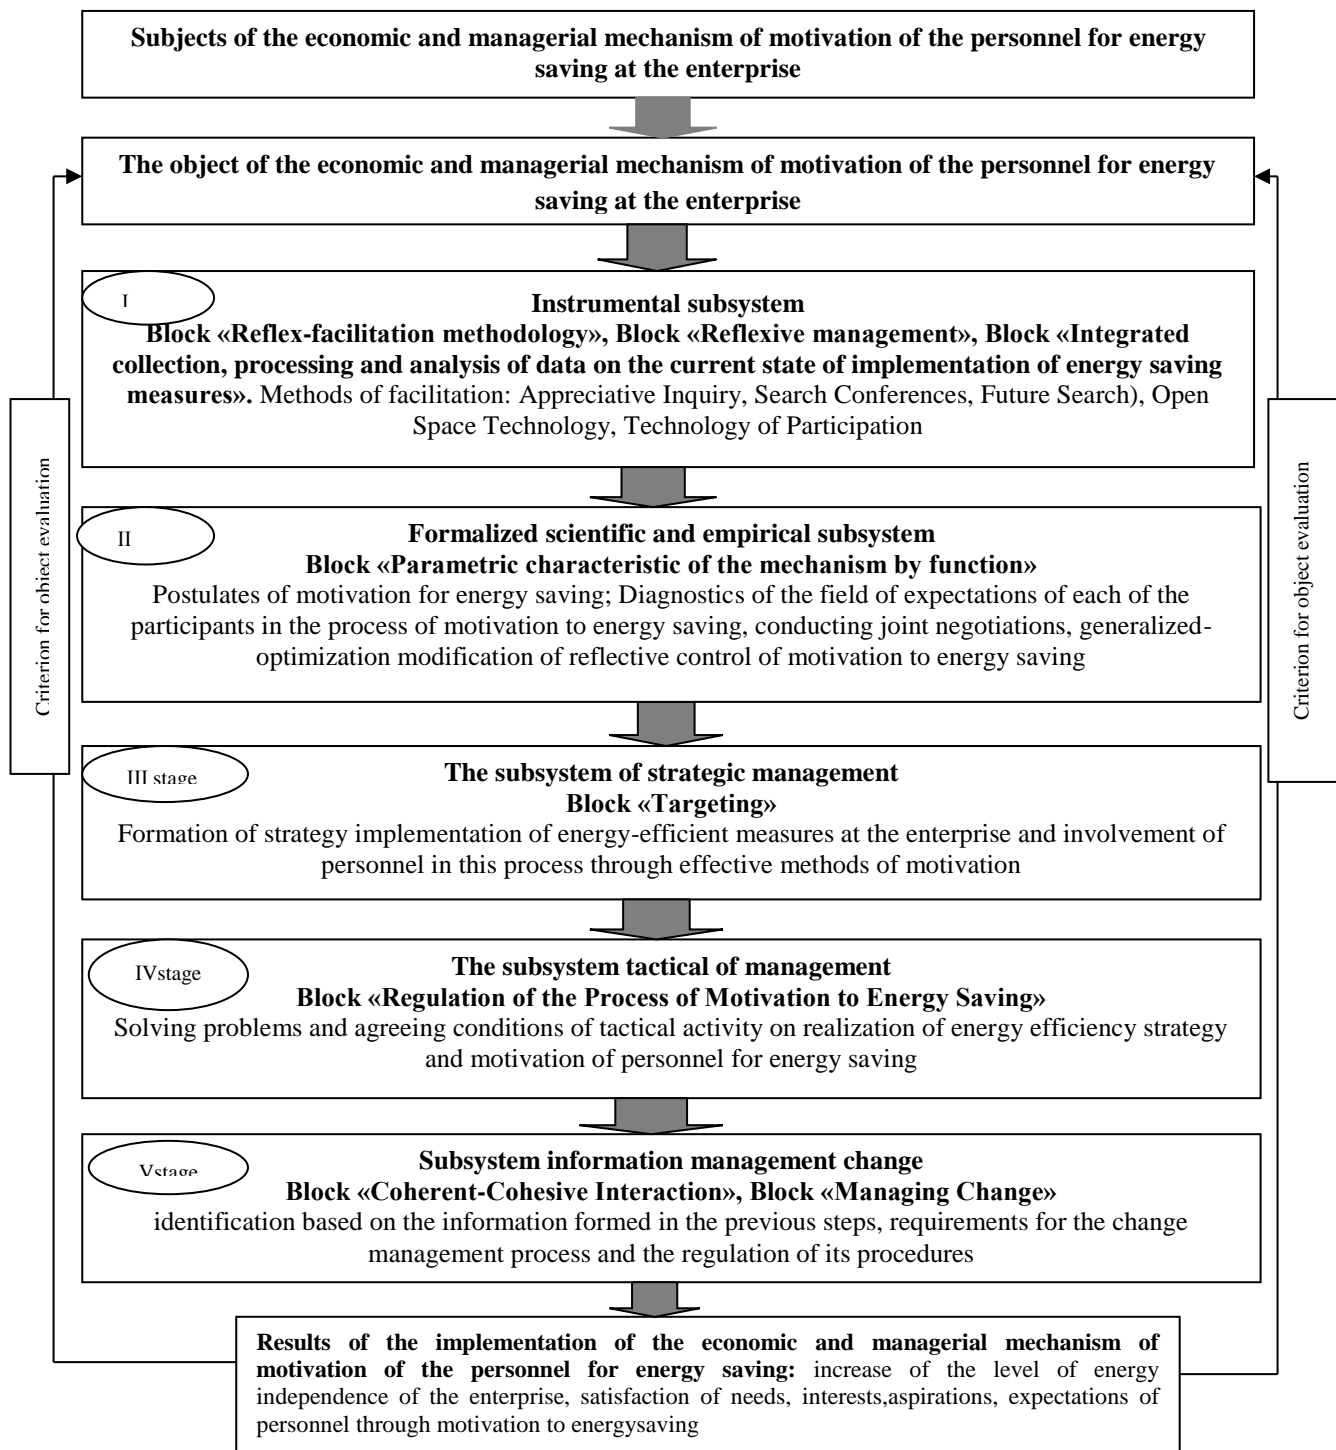 Subjects of the economic and managerial mechanism of motivation of the personnel for energy
saving at the enterprise
The object of the economic and managerial mechanism of motivation of the personnel for energy
saving at the enterprise
I
Instrumental subsystem
Block «Reflex-facilitation methodology», Block «Reflexive management», Block «Integrated
collection, processing and analysis of data on the current state of implementation of energy saving
measures». Methods of facilitation: Appreciative Inquiry, Search Conferences, Future Search), Open
Space Technology, Technology of Participation
Criterion for object evaluation
Criterion for object evaluation
II
Formalized scientific and empirical subsystem
Block «Parametric characteristic of the mechanism by function»
Postulates of motivation for energy saving; Diagnostics of the field of expectations of each of the
participants in the process of motivation to energy saving, conducting joint negotiations, generalized-
optimization modification of reflective control of motivation to energy saving
III stage
The subsystem of strategic management
Block «Targeting»
Formation of strategy implementation of energy-efficient measures at the enterprise and involvement of
personnel in this process through effective methods of motivation
IVstage
The subsystem tactical of management
Block «Regulation of the Process of Motivation to Energy Saving»
Solving problems and agreeing conditions of tactical activity on realization of energy efficiency strategy
and motivation of personnel for energy saving
Vstage
Subsystem information management change
Block «Coherent-Cohesive Interaction», Block «Managing Change»
identification based on the information formed in the previous steps, requirements for the change
management process and the regulation of its procedures
Results of the implementation of the economic and managerial mechanism of
motivation of the personnel for energy saving: increase of the level of energy
independence of the enterprise, satisfaction of needs, interests,aspirations, expectations of
personnel through motivation to energysaving